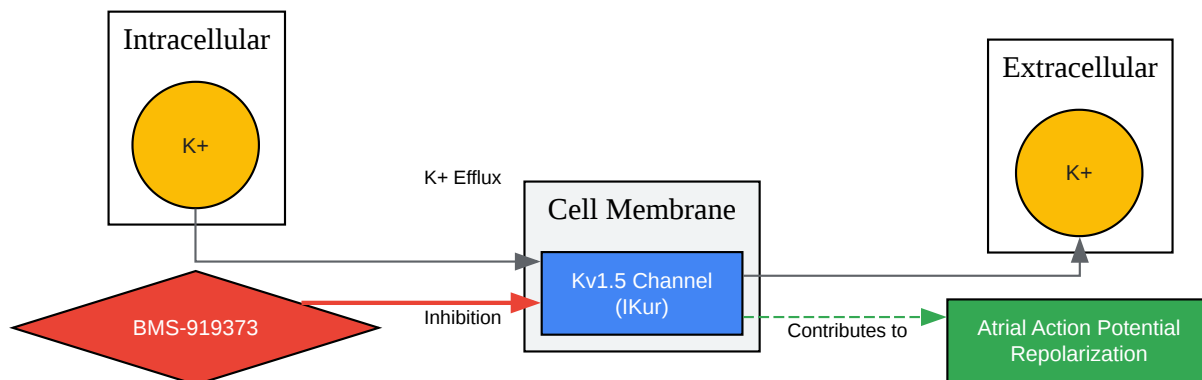 Intracellular
K+
Extracellular
K+
K+ Efflux
Cell Membrane
Kv1.5 Channel
(IKur)
BMS-919373
Inhibition
Contributes to
Atrial Action Potential
Repolarization